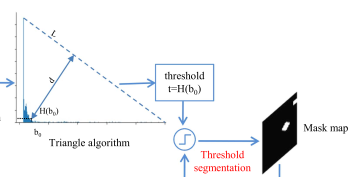 L
d
threshold
t=H(b₀)
H(b₀)
b₀
Triangle algorithm
Mask map
Threshold
segmentation